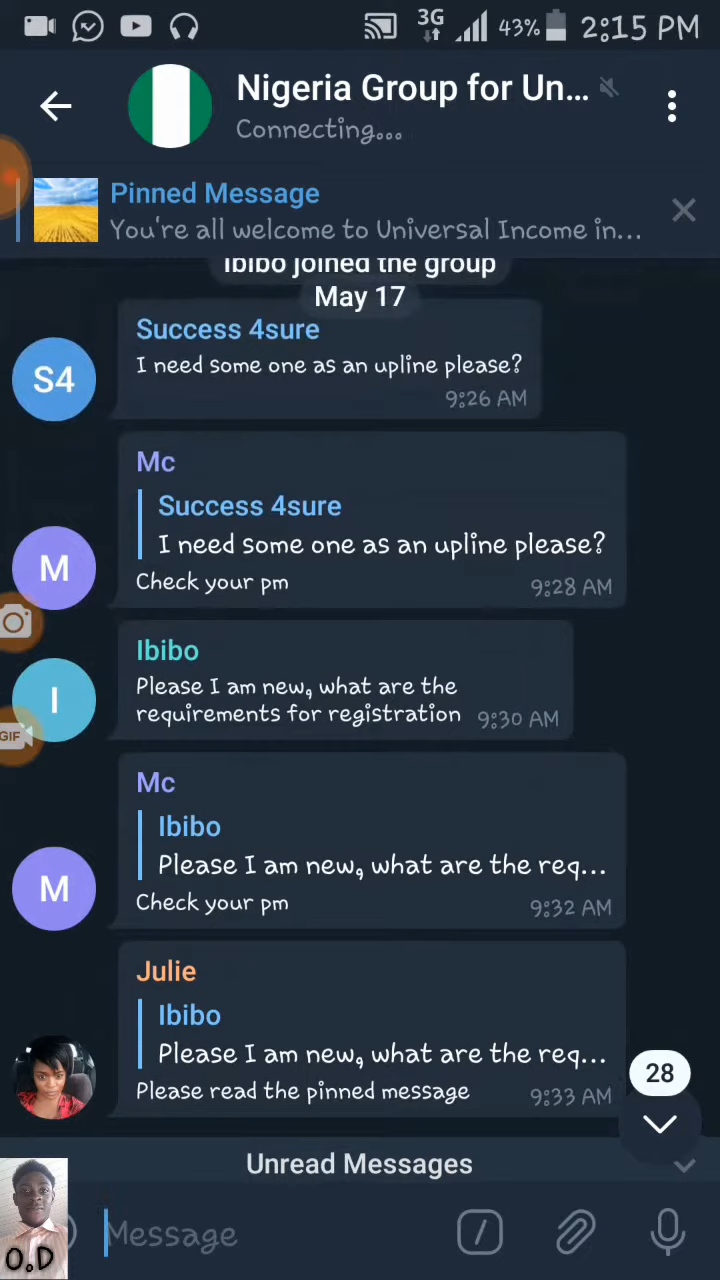 3G
43%
2:15 PM
Nigeria Group for Un...
Connecting...
Pinned Message
You're all welcome to Universal Income in...
Ibibo joined the group
May 17
Success 4sure
S4
I need some one as an upline please?
9:26 AM
Mc
Success 4sure
I need some one as an upline please?
M
Check your pm
9:28 AM
Ibibo
I
Please I am new, what are the
requirements for registration
9:30 AM
GIF
Mc
Ibibo
Please I am new, what are the req...
M
Check your pm
9:32 AM
Julie
Ibibo
Please I am new, what are the req...
28
Please read the pinned message
9:33 AM
Unread Messages
Message
/
O.D